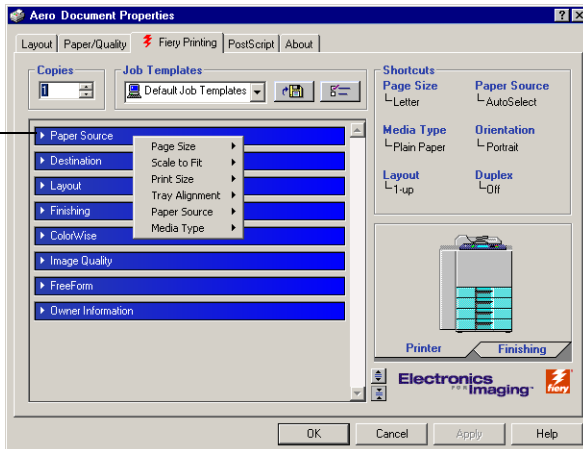 Aero Document Properties
Layout
Paper/Quality
Fiery Printing
PostScript
About
Copies
1
Job Templates
Default Job Templates
Paper Source
Destination
Layout
Finishing
ColorWise
Image Quality
FreeForm
Owner Information
Page Size
Scale to Fit
Print Size
Tray Alignment
Paper Source
Media Type
Shortcuts
Page Size
Letter
Paper Source
AutoSelect
Media Type
Plain Paper
Orientation
Portrait
Layout
1-up
Duplex
Off
Printer
Finishing
Electronics
FOR Imaging
fiery
OK
Cancel
Apply
Help